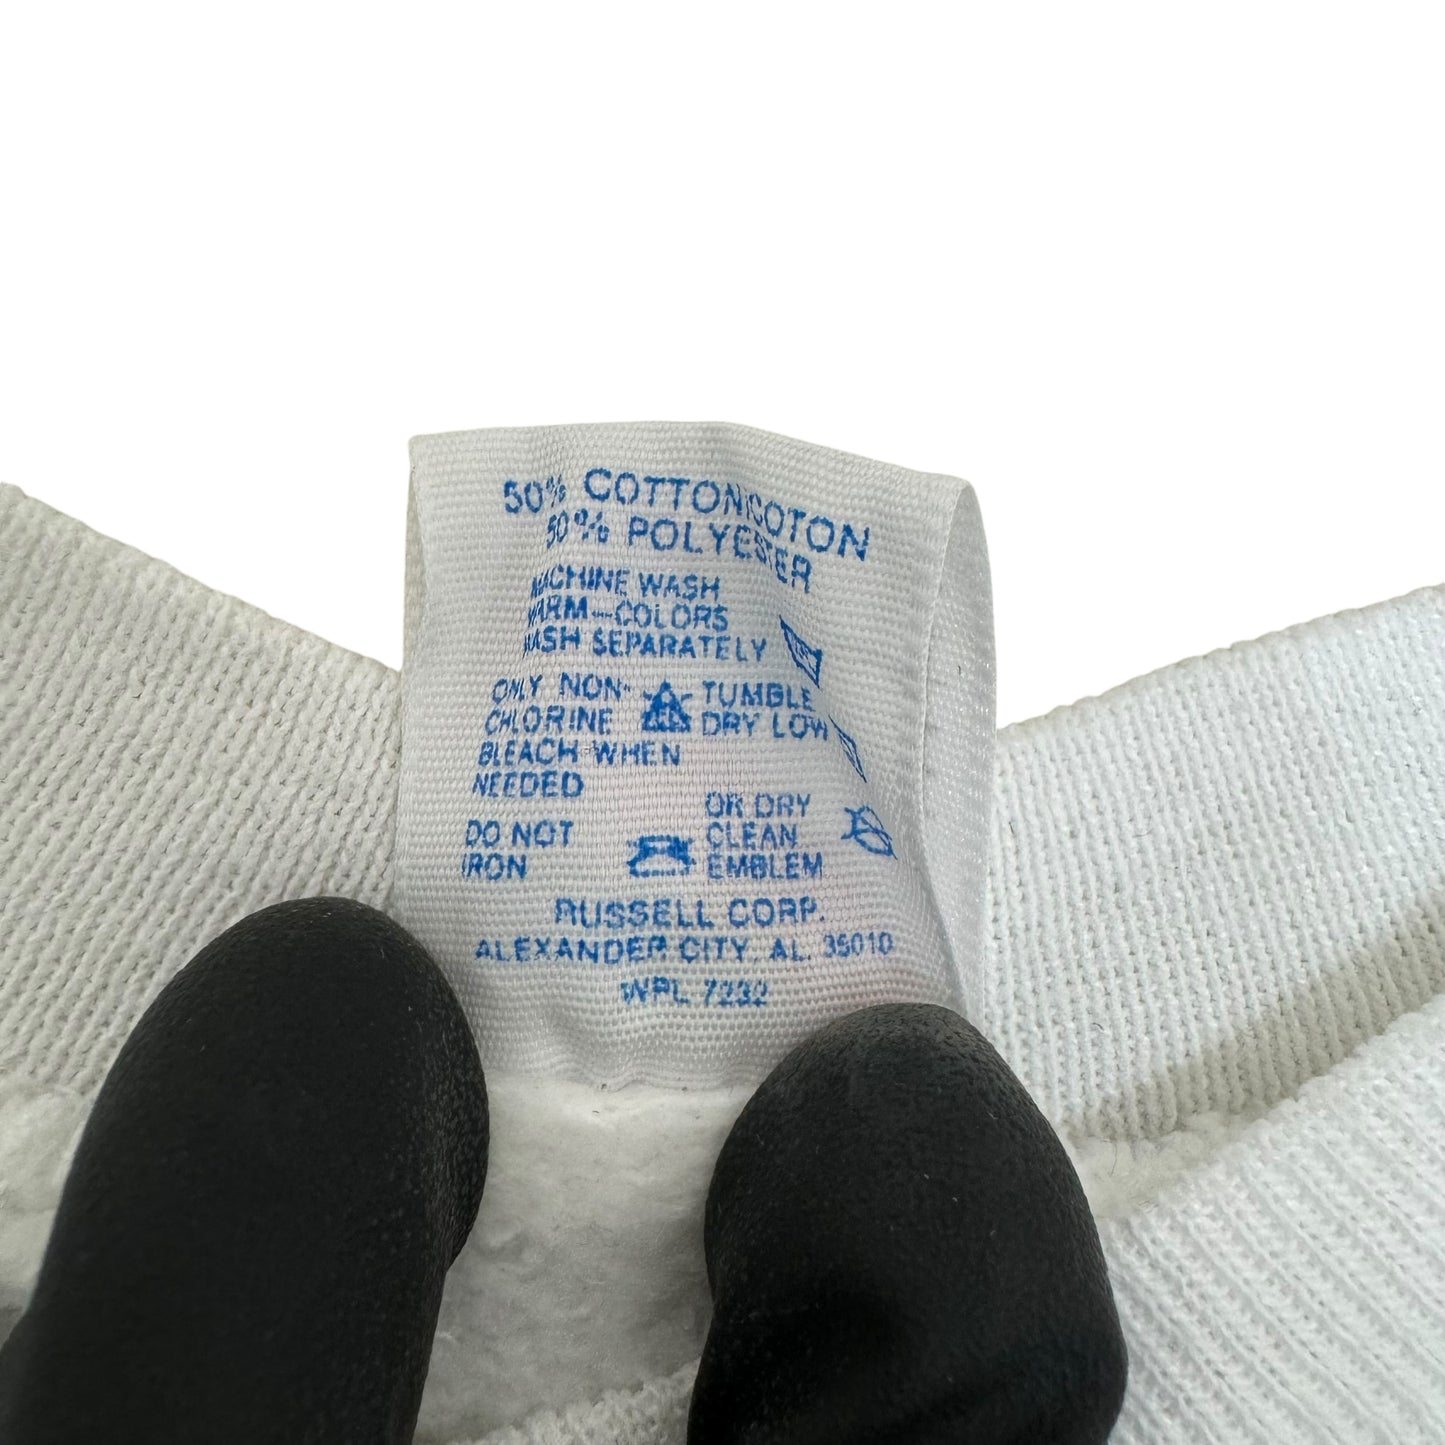 50% COTTON/COTON
50% POLYESTER
MACHINE WASH
WARM—COLORS
WASH SEPARATELY
ONLY NON-
CHLORINE
BLEACH WHEN
NEEDED
TUMBLE
DRY LOW
DO NOT
IRON
OR DRY
CLEAN
EMBLEM
RUSSELL CORP.
ALEXANDER CITY, AL. 35010
WPL 7232